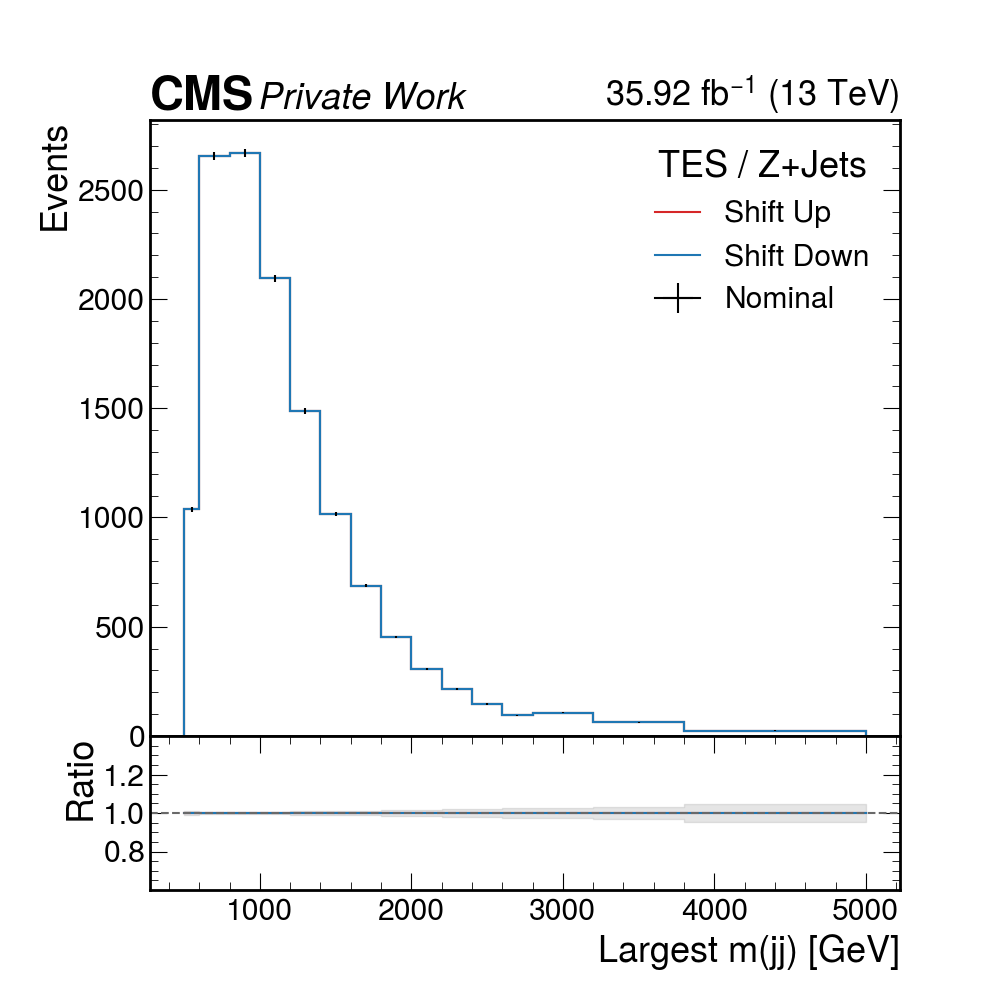 CMS Private Work 35.92 fb⁻¹ (13 TeV)
Events
TES / Z+Jets
Shift Up
Shift Down
Nominal
2500
2000
1500
1000
500
0
Ratio
1.2
1.0
0.8
1000 2000 3000 4000 5000
Largest m(jj) [GeV]